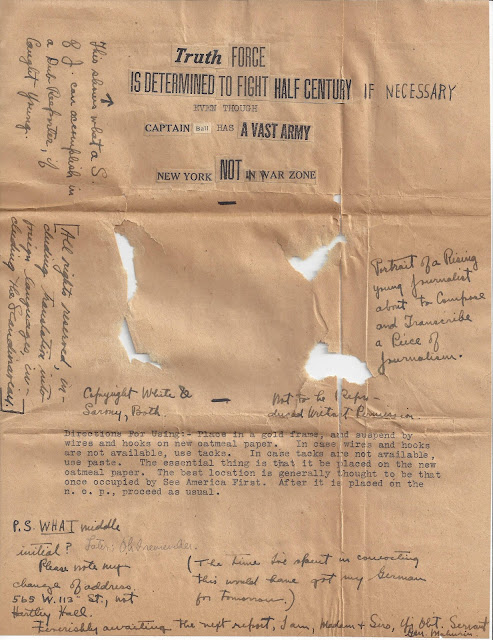 Truth FORCE
IS DETERMINED TO FIGHT HALF CENTURY IF NECESSARY
EVEN THOUGH
CAPTAIN Ball HAS A VAST ARMY
NEW YORK NOT IN WAR ZONE
This shows what a S.
of J. can accomplish in
a Dub Reporter, if
Caught Young.
All rights reserved, in-
cluding translation into
foreign languages, in-
cluding the Scandinavian.
Portrait of a Rising
young Journalist
about to Compose
and Transcribe
a Piece of
Journalism.
Copyright White &
Both
Not to be Repro-
duced Without Permission.
Directions For Using:- Place in a gold frame, and suspend by
wires and hooks on new oatmeal paper. In case wires and hooks
are not available, use tacks. In case tacks are not available,
use paste. The essential thing is that it be placed on the new
oatmeal paper. The best location is generally thought to be that
once occupied by See America First. After it is placed on the
n. o. p., proceed as usual.
P.S. WHAT middle
initial? Later: Oh I remember.
Please note my
change of address,
565 W. 113 St., not
Hartley Hall.
(The time I've spent in concocting
this would have got my German
for tomorrow.)
Feverishly awaiting the next report, I am, Madam & Sirs, Yr Obt. Servant